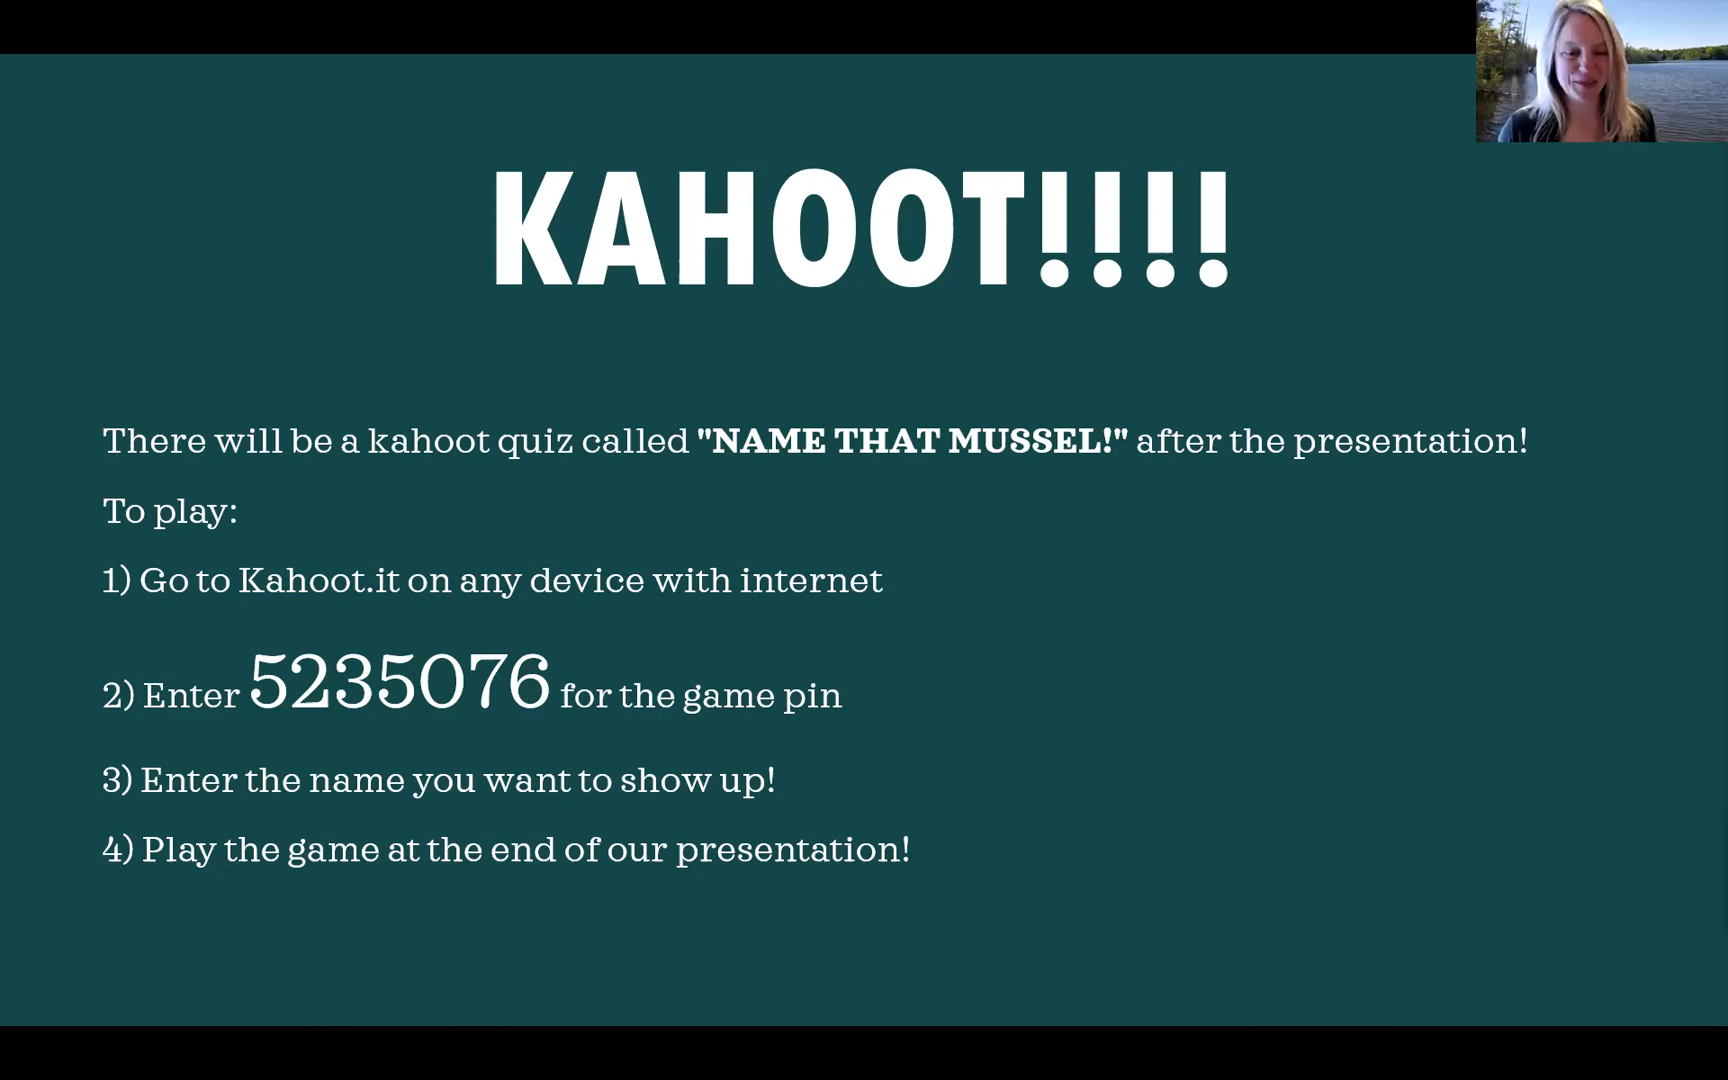 KAHOOT!!!!
There will be a kahoot quiz called "NAME THAT MUSSEL!" after the presentation!
To play:
1) Go to Kahoot.it on any device with internet
2) Enter 5235076 for the game pin
3) Enter the name you want to show up!
4) Play the game at the end of our presentation!